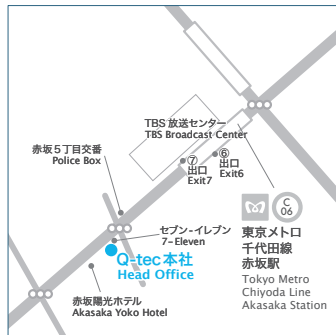 TBS 放送センター
TBS Broadcast Center
赤坂5丁目交番
Police Box
⑦
出口
Exit7
⑥
出口
Exit6
C
06
セブン-イレブン
7-Eleven
東京メトロ
千代田線
赤坂駅
Tokyo Metro
Chiyoda Line
Akasaka Station
Q-tec 本社
Head Office
赤坂陽光ホテル
Akasaka Yoko Hotel